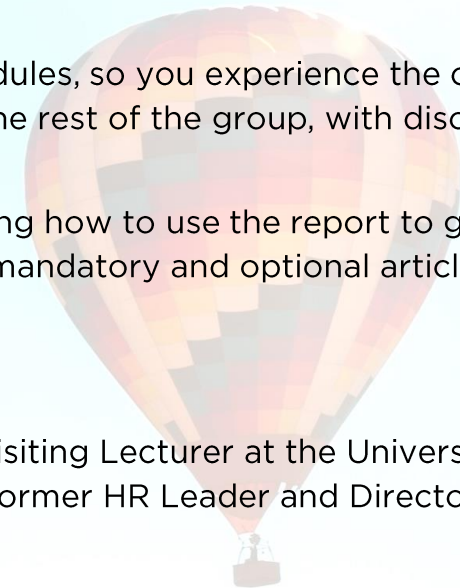 dules, so you experience the c
he rest of the group, with disc
ng how to use the report to g
mandatory and optional articl
isiting Lecturer at the Univers
ormer HR Leader and Directo